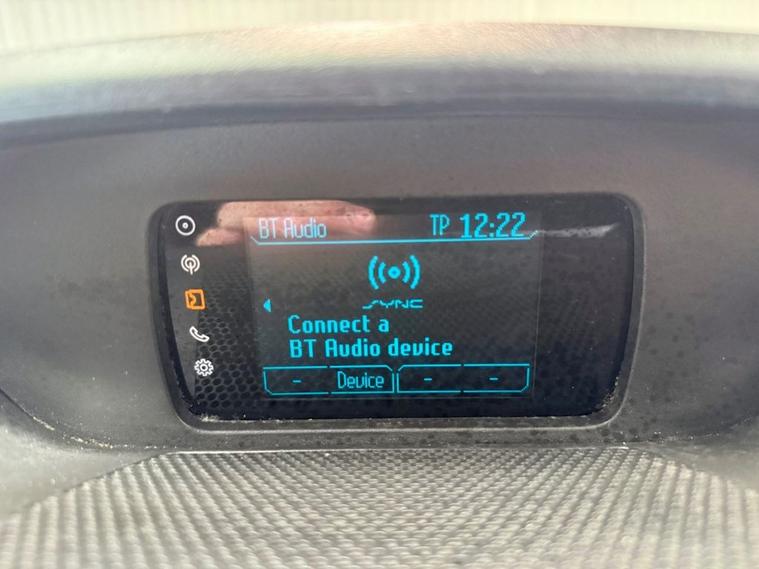 BT Audio TP 12:22
SYNC
Connect a
BT Audio device
- Device - -